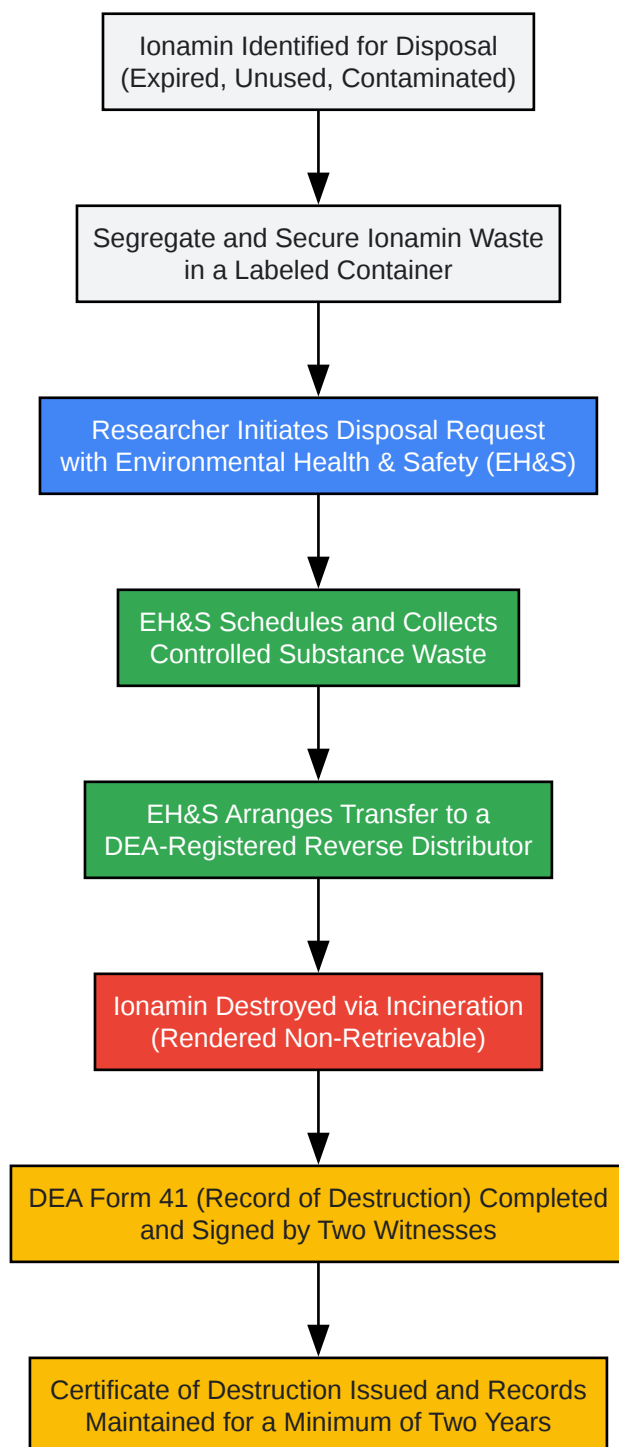 Ionamin Identified for Disposal
(Expired, Unused, Contaminated)
Segregate and Secure Ionamin Waste
in a Labeled Container
Researcher Initiates Disposal Request
with Environmental Health & Safety (EH&S)
EH&S Schedules and Collects
Controlled Substance Waste
EH&S Arranges Transfer to a
DEA-Registered Reverse Distributor
Ionamin Destroyed via Incineration
(Rendered Non-Retrievable)
DEA Form 41 (Record of Destruction) Completed
and Signed by Two Witnesses
Certificate of Destruction Issued and Records
Maintained for a Minimum of Two Years